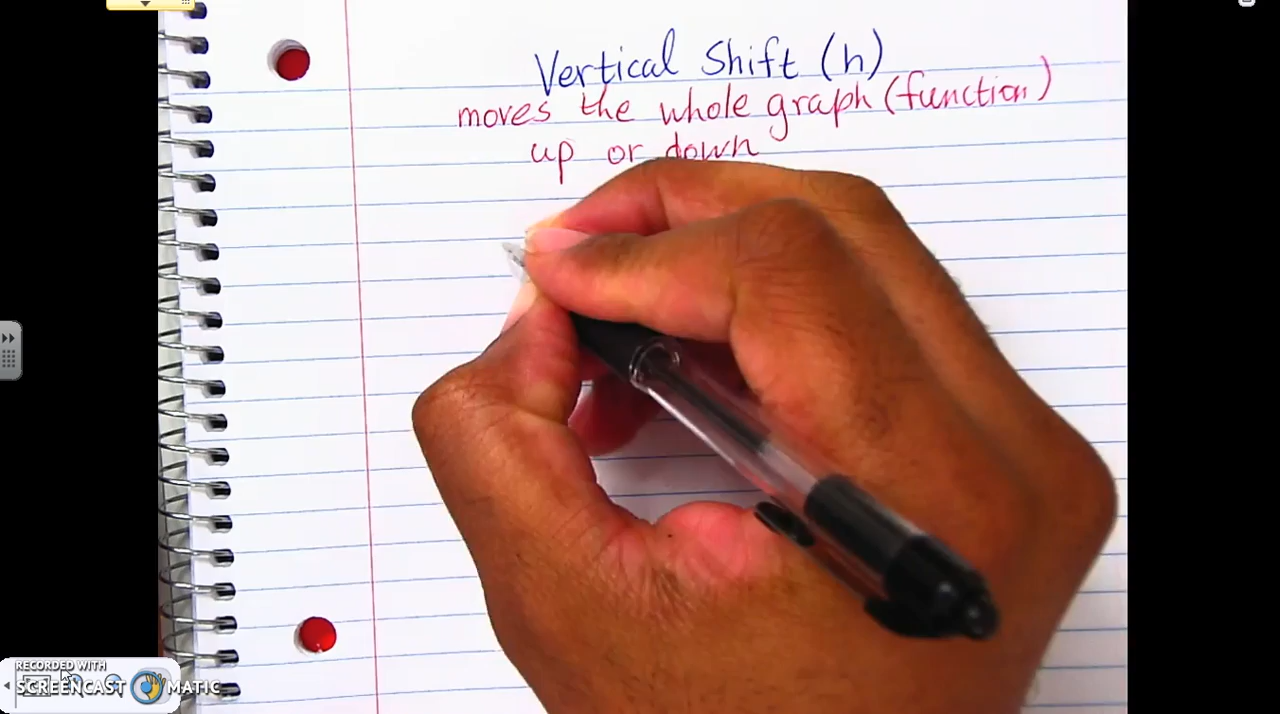 Vertical Shift (h)
moves the whole graph (function)
up or down
RECORDED WITH
SCREENCAST MATIC